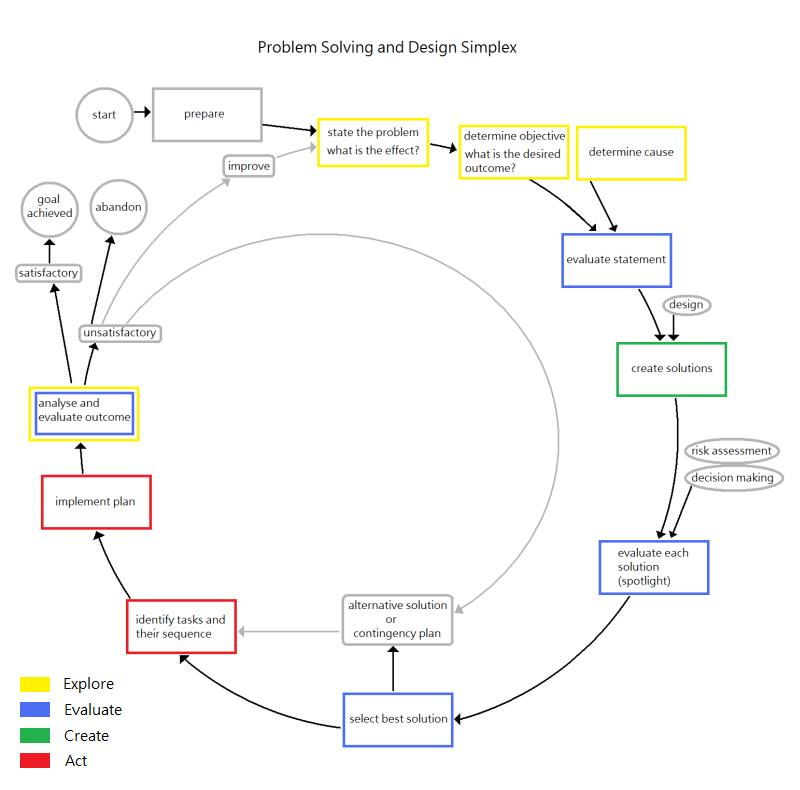 Problem Solving and Design Simplex
start
prepare
state the problem
what is the effect?
determine objective
what is the desired
outcome?
determine cause
improve
goal
achieved
abandon
satisfactory
unsatisfactory
evaluate statement
design
create solutions
analyse and
evaluate outcome
risk assessment
decision making
implement plan
evaluate each
solution
(spotlight)
identify tasks and
their sequence
alternative solution
or
contingency plan
select best solution
Explore
Evaluate
Create
Act